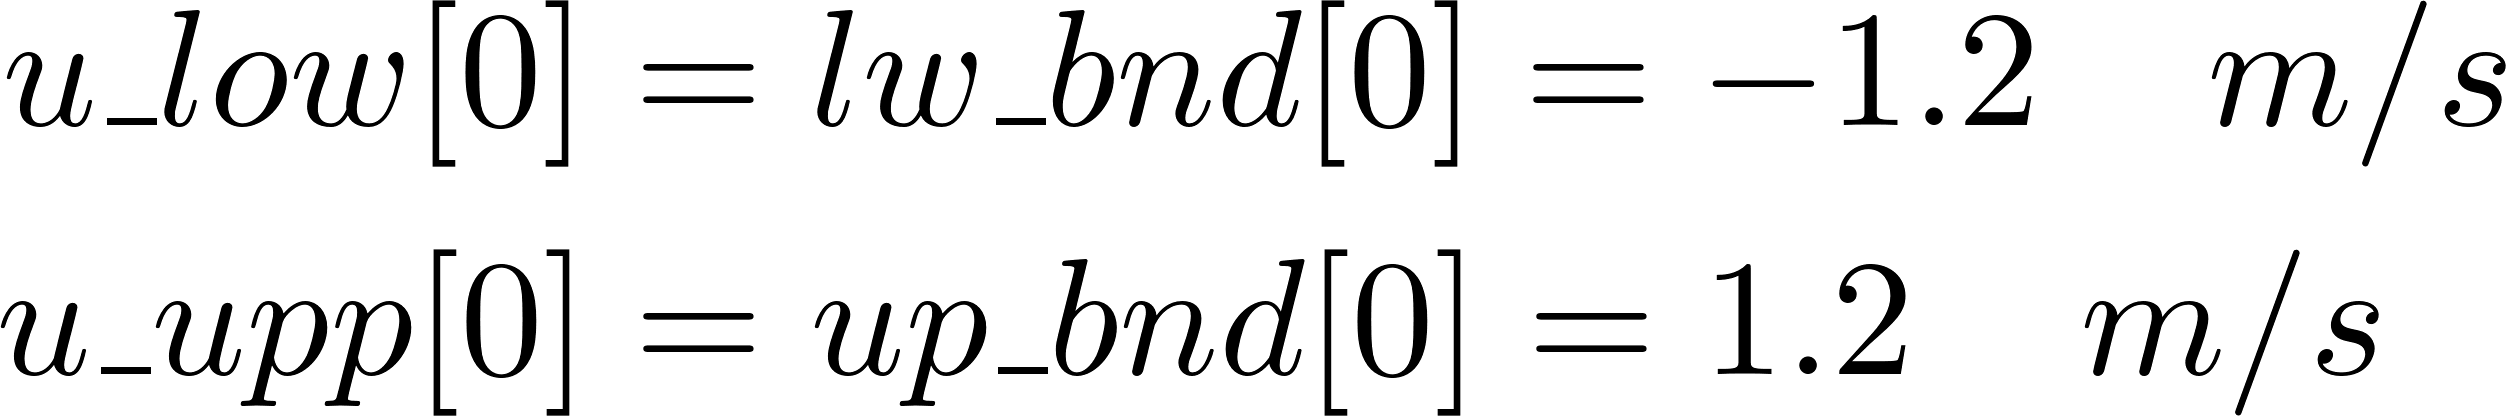 u_low[0] = lw_bnd[0] = −1.2 m/s
u_upp[0] = up_bnd[0] = 1.2 m/s